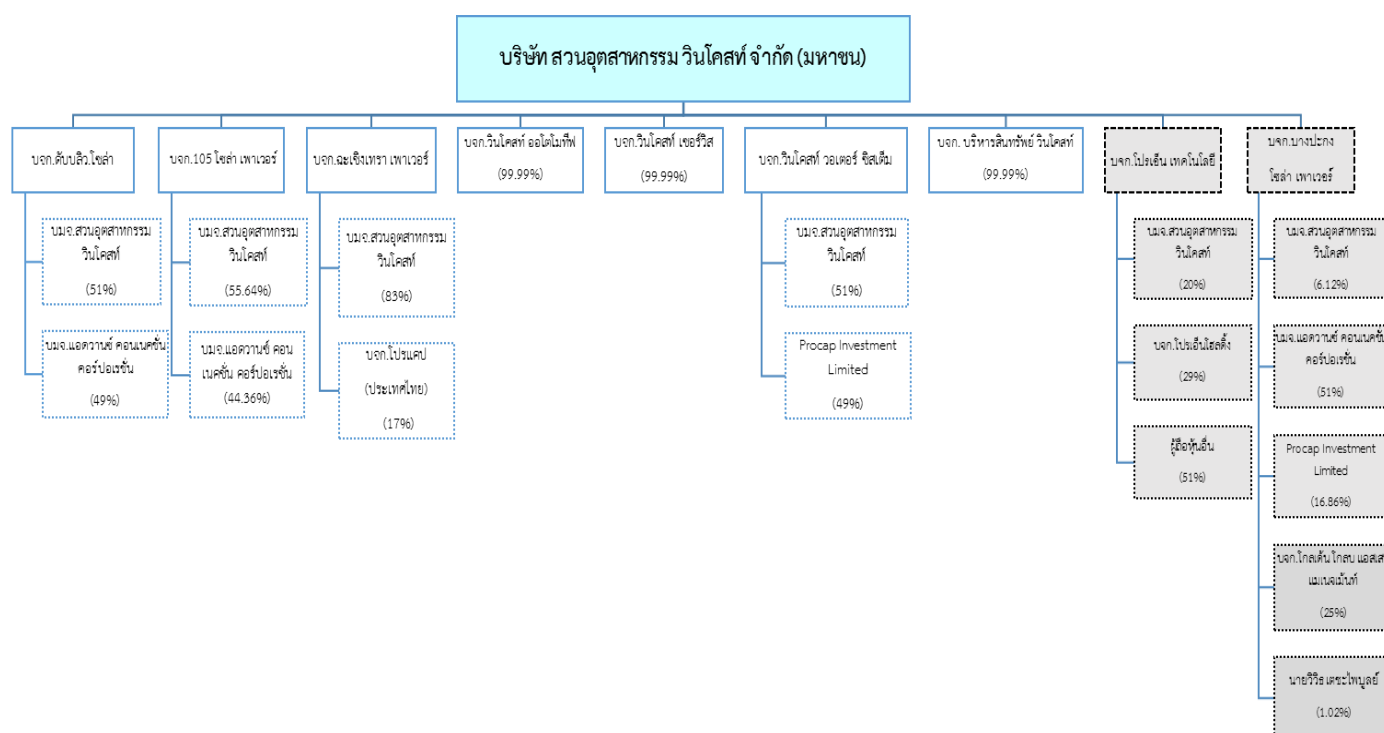 บริษัท สวนอุตสาหกรรม วินโคสท์ จำกัด (มหาชน)
บจก.ดับบลิว.โซล่า
บมจ.สวนอุตสาหกรรม
วินโคสท์
(51%)
บมจ.แอดวานซ์ คอนเนคชั่น
คอร์ปอเรชั่น
(49%)
บจก.105 โซล่า เพาเวอร์
บมจ.สวนอุตสาหกรรม
วินโคสท์
(55.64%)
บมจ.แอดวานซ์ คอน
เนคชั่น คอร์ปอเรชั่น
(44.36%)
บจก.ฉะเชิงเทรา เพาเวอร์
บมจ.สวนอุตสาหกรรม
วินโคสท์
(83%)
บจก.โปรแคป
(ประเทศไทย)
(17%)
บจก.วินโคสท์ ออโตโมทีฟ
(99.99%)
บจก.วินโคสท์ เซอร์วิส
(99.99%)
บจก.วินโคสท์ วอเตอร์ ซิสเต็ม
บมจ.สวนอุตสาหกรรม
วินโคสท์
(51%)
Procap Investment
Limited
(49%)
บจก. บริหารสินทรัพย์ วินโคสท์
(99.99%)
บจก.โปรเอ็น เทคโนโลยี
บมจ.สวนอุตสาหกรรม
วินโคสท์
(20%)
บจก.โปรเอ็นโฮลดิ้ง
(29%)
ผู้ถือหุ้นอื่น
(51%)
บจก.บางปะกง
โซล่า เพาเวอร์
บมจ.สวนอุตสาหกรรม
วินโคสท์
(6.12%)
บมจ.แอดวานซ์ คอนเนคชั่น
คอร์ปอเรชั่น
(51%)
Procap Investment
Limited
(16.86%)
บจก.โกลเด้น โกลบ แอสเส
แมเนจเม้นท์
(25%)
นายวิวิธ เตชะไพบูลย์
(1.02%)